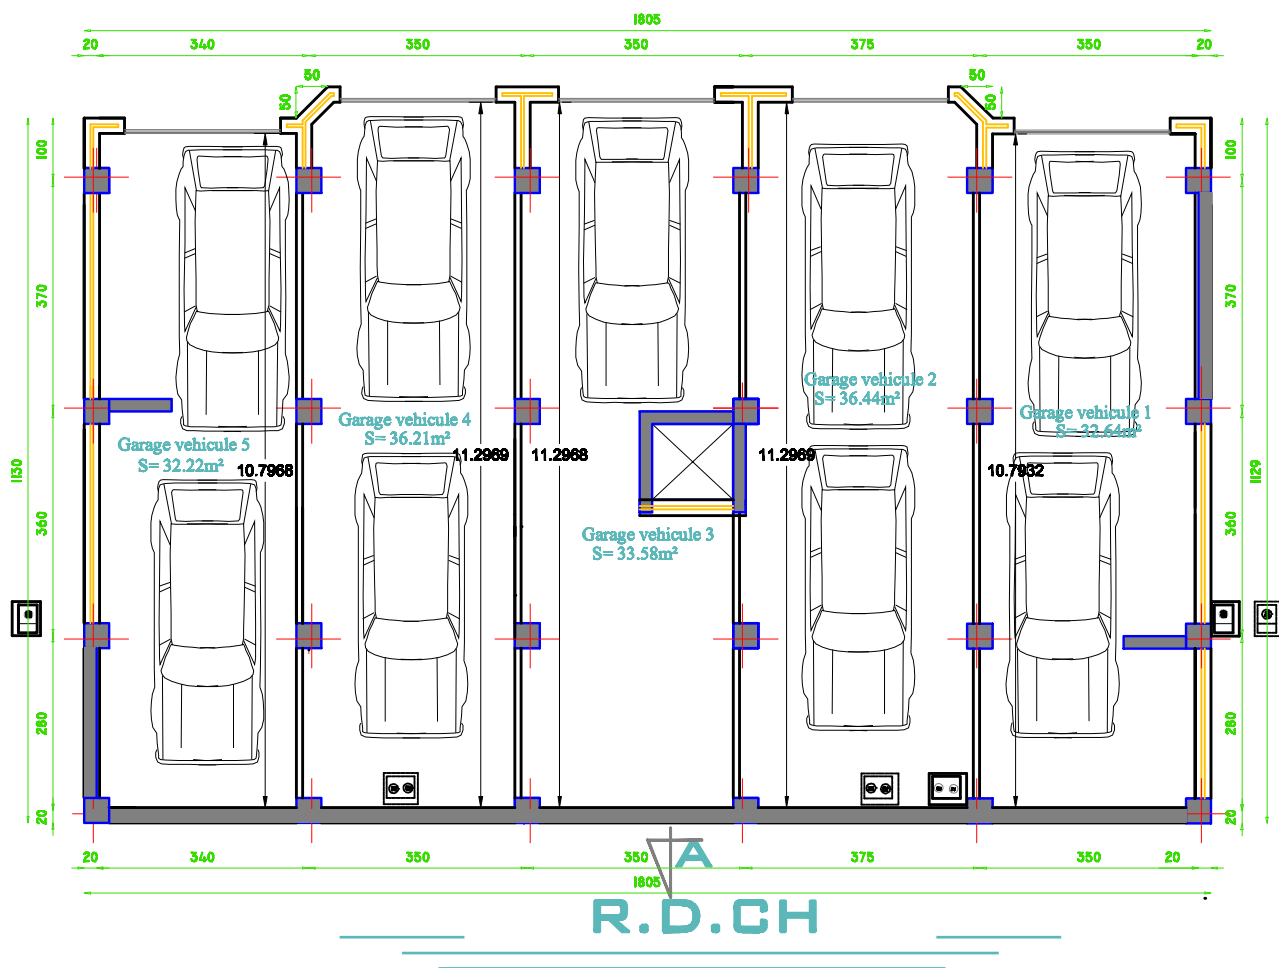 1805
20 340 350 350 375 350 20
50 50
50 50
100 100
370 370
Garage vehicule 2
S= 36.44m²
Garage vehicule 1
S= 32.64m²
Garage vehicule 4
S= 36.21m²
Garage vehicule 5
S= 32.22m²
10.7968 11.2969 11.2968 11.2969 10.7932
1130 1129
360 360
Garage vehicule 3
S= 33.58m²
280 280
20 20
20 340 350 350 375 350 20
A
1805
R.D.CH